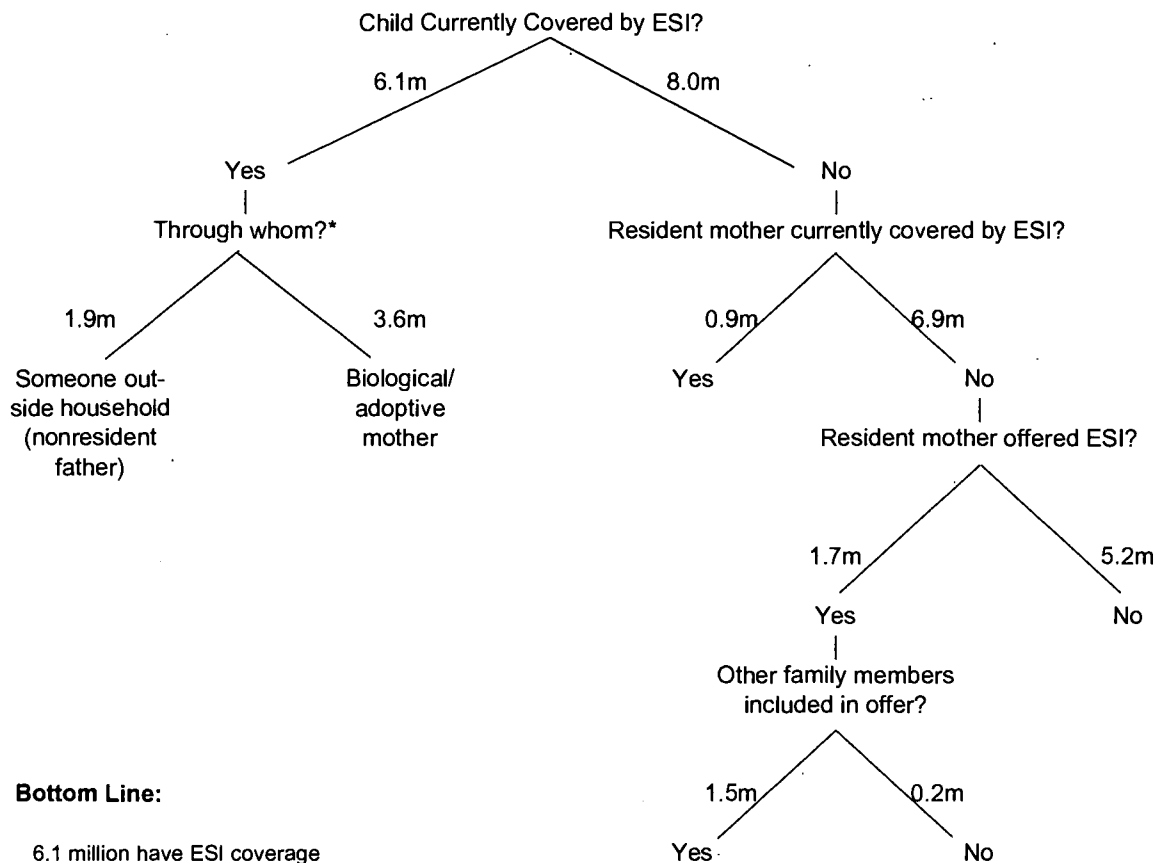 Child Currently Covered by ESI?
6.1m
8.0m
Yes
No
Through whom?*
Resident mother currently covered by ESI?
1.9m
3.6m
0.9m
6.9m
Someone out-
side household
(nonresident
father)
Biological/
adoptive
mother
Yes
No
Resident mother offered ESI?
1.7m
5.2m
Yes
No
Other family members
included in offer?
1.5m
0.2m
Yes
No
Bottom Line:
6.1 million have ESI coverage